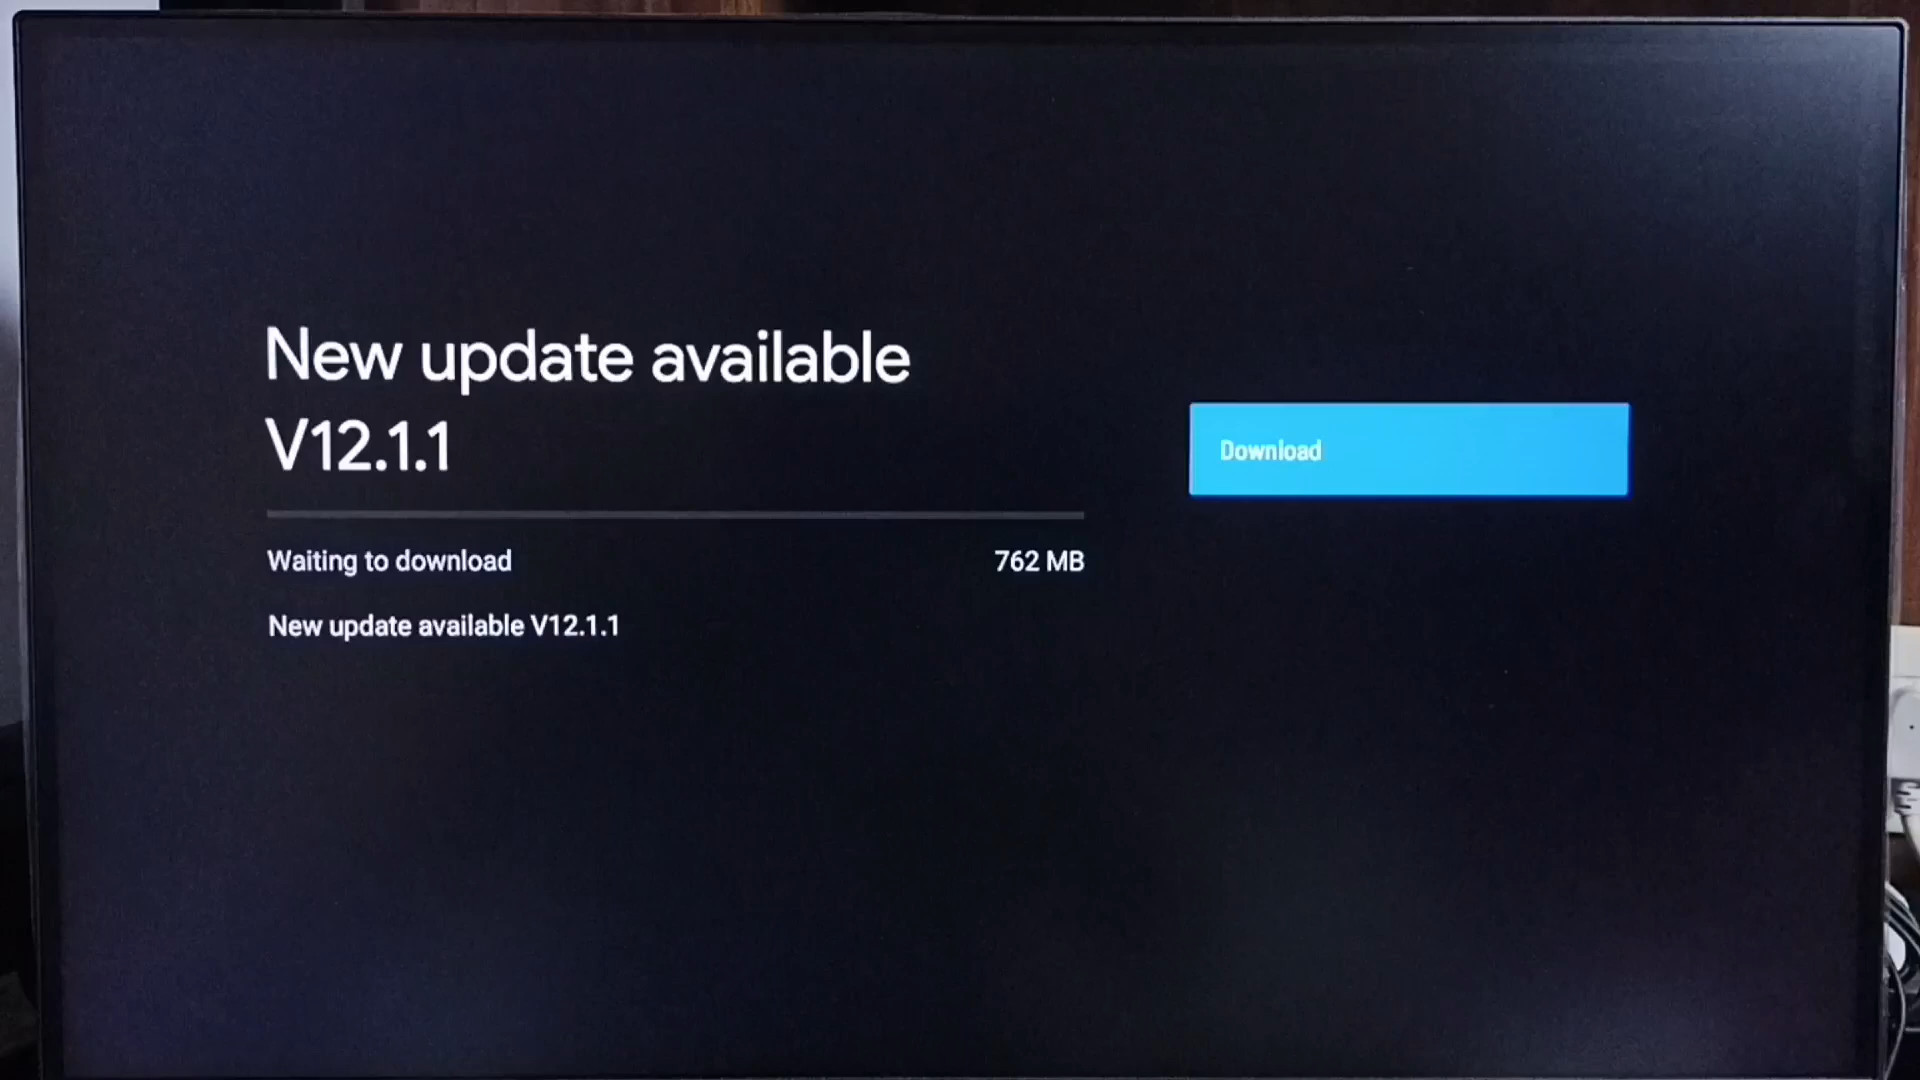 New update available
V12.1.1
Download
Waiting to download 762 MB
New update available V12.1.1